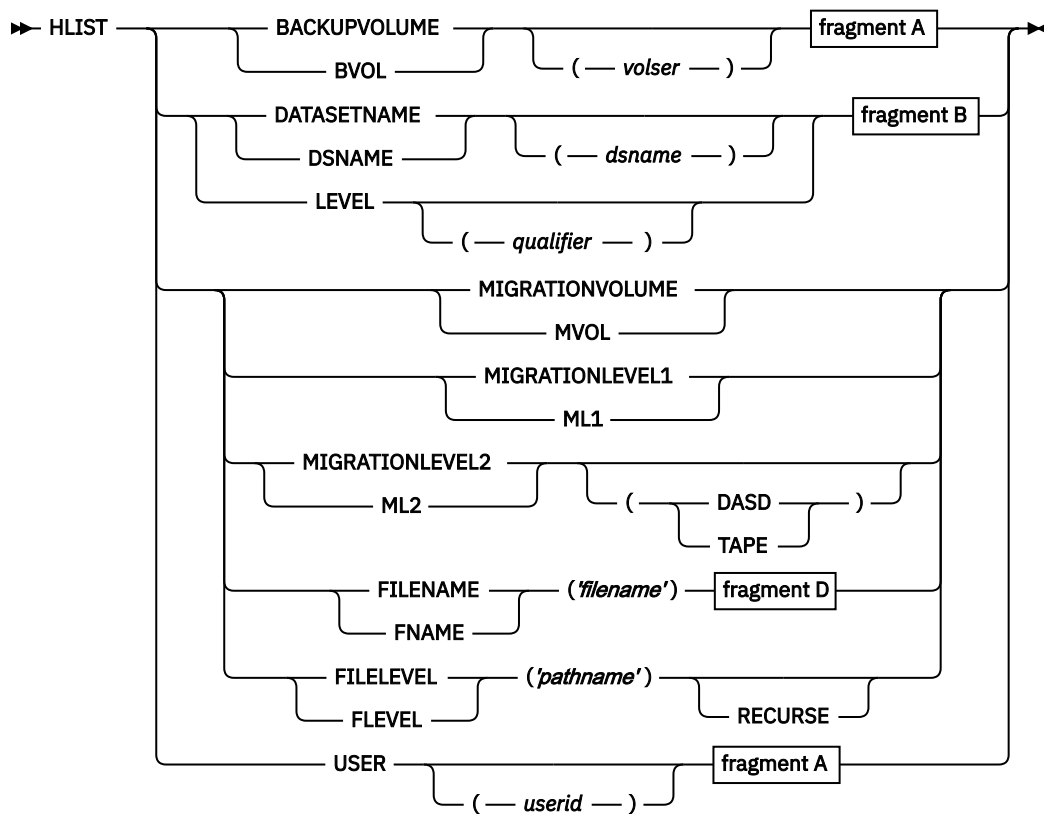 HLIST BACKUPVOLUME fragment A
BVOL ( volser )
DATASETNAME fragment B
DSNAME ( dsname )
LEVEL
( qualifier )
MIGRATIONVOLUME
MVOL
MIGRATIONLEVEL1
ML1
MIGRATIONLEVEL2
ML2 ( DASD )
TAPE
FILENAME ('filename') fragment D
FNAME
FILELEVEL ('pathname')
FLEVEL RECURSE
USER fragment A
( userid )